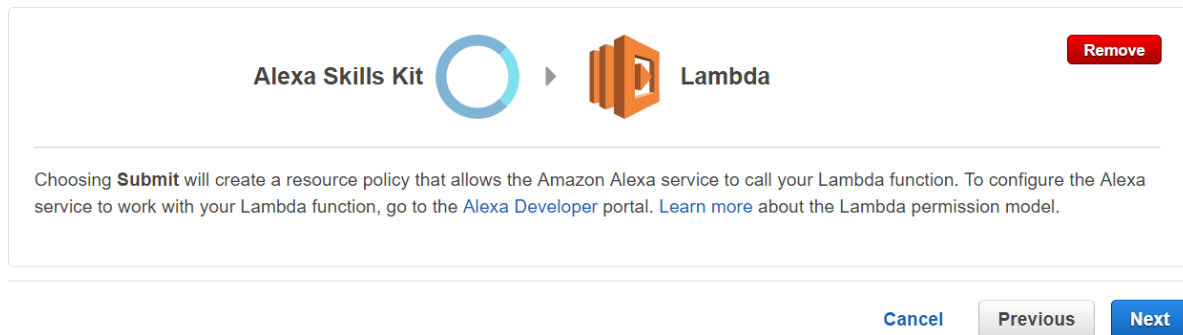 Remove
Alexa Skills Kit Lambda
Choosing Submit will create a resource policy that allows the Amazon Alexa service to call your Lambda function. To configure the Alexa
service to work with your Lambda function, go to the Alexa Developer portal. Learn more about the Lambda permission model.
Cancel Previous Next